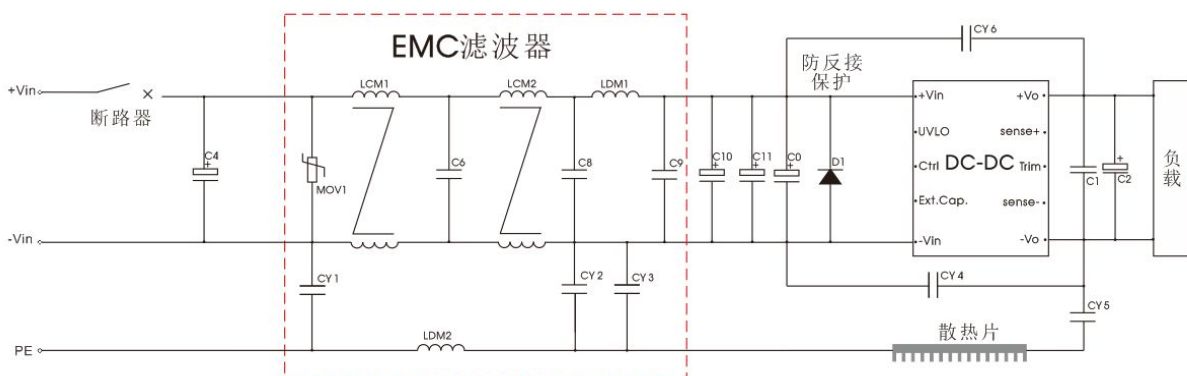 EMC滤波器
CY6
防反接
保护
LCM1
LCM2
LDM1
+Vin
断路器
C4
+
MOV1
C6
C8
C9
C10
+
C11
+
C0
+
D1
+Vin
+Vo
UVLO
sense+
Ctrl
DC-DC
Trim
Ext.Cap.
sense-
-Vin
-Vo
C1
+
C2
负载
-Vin
CY1
CY2
CY3
CY4
CY5
LDM2
散热片
PE